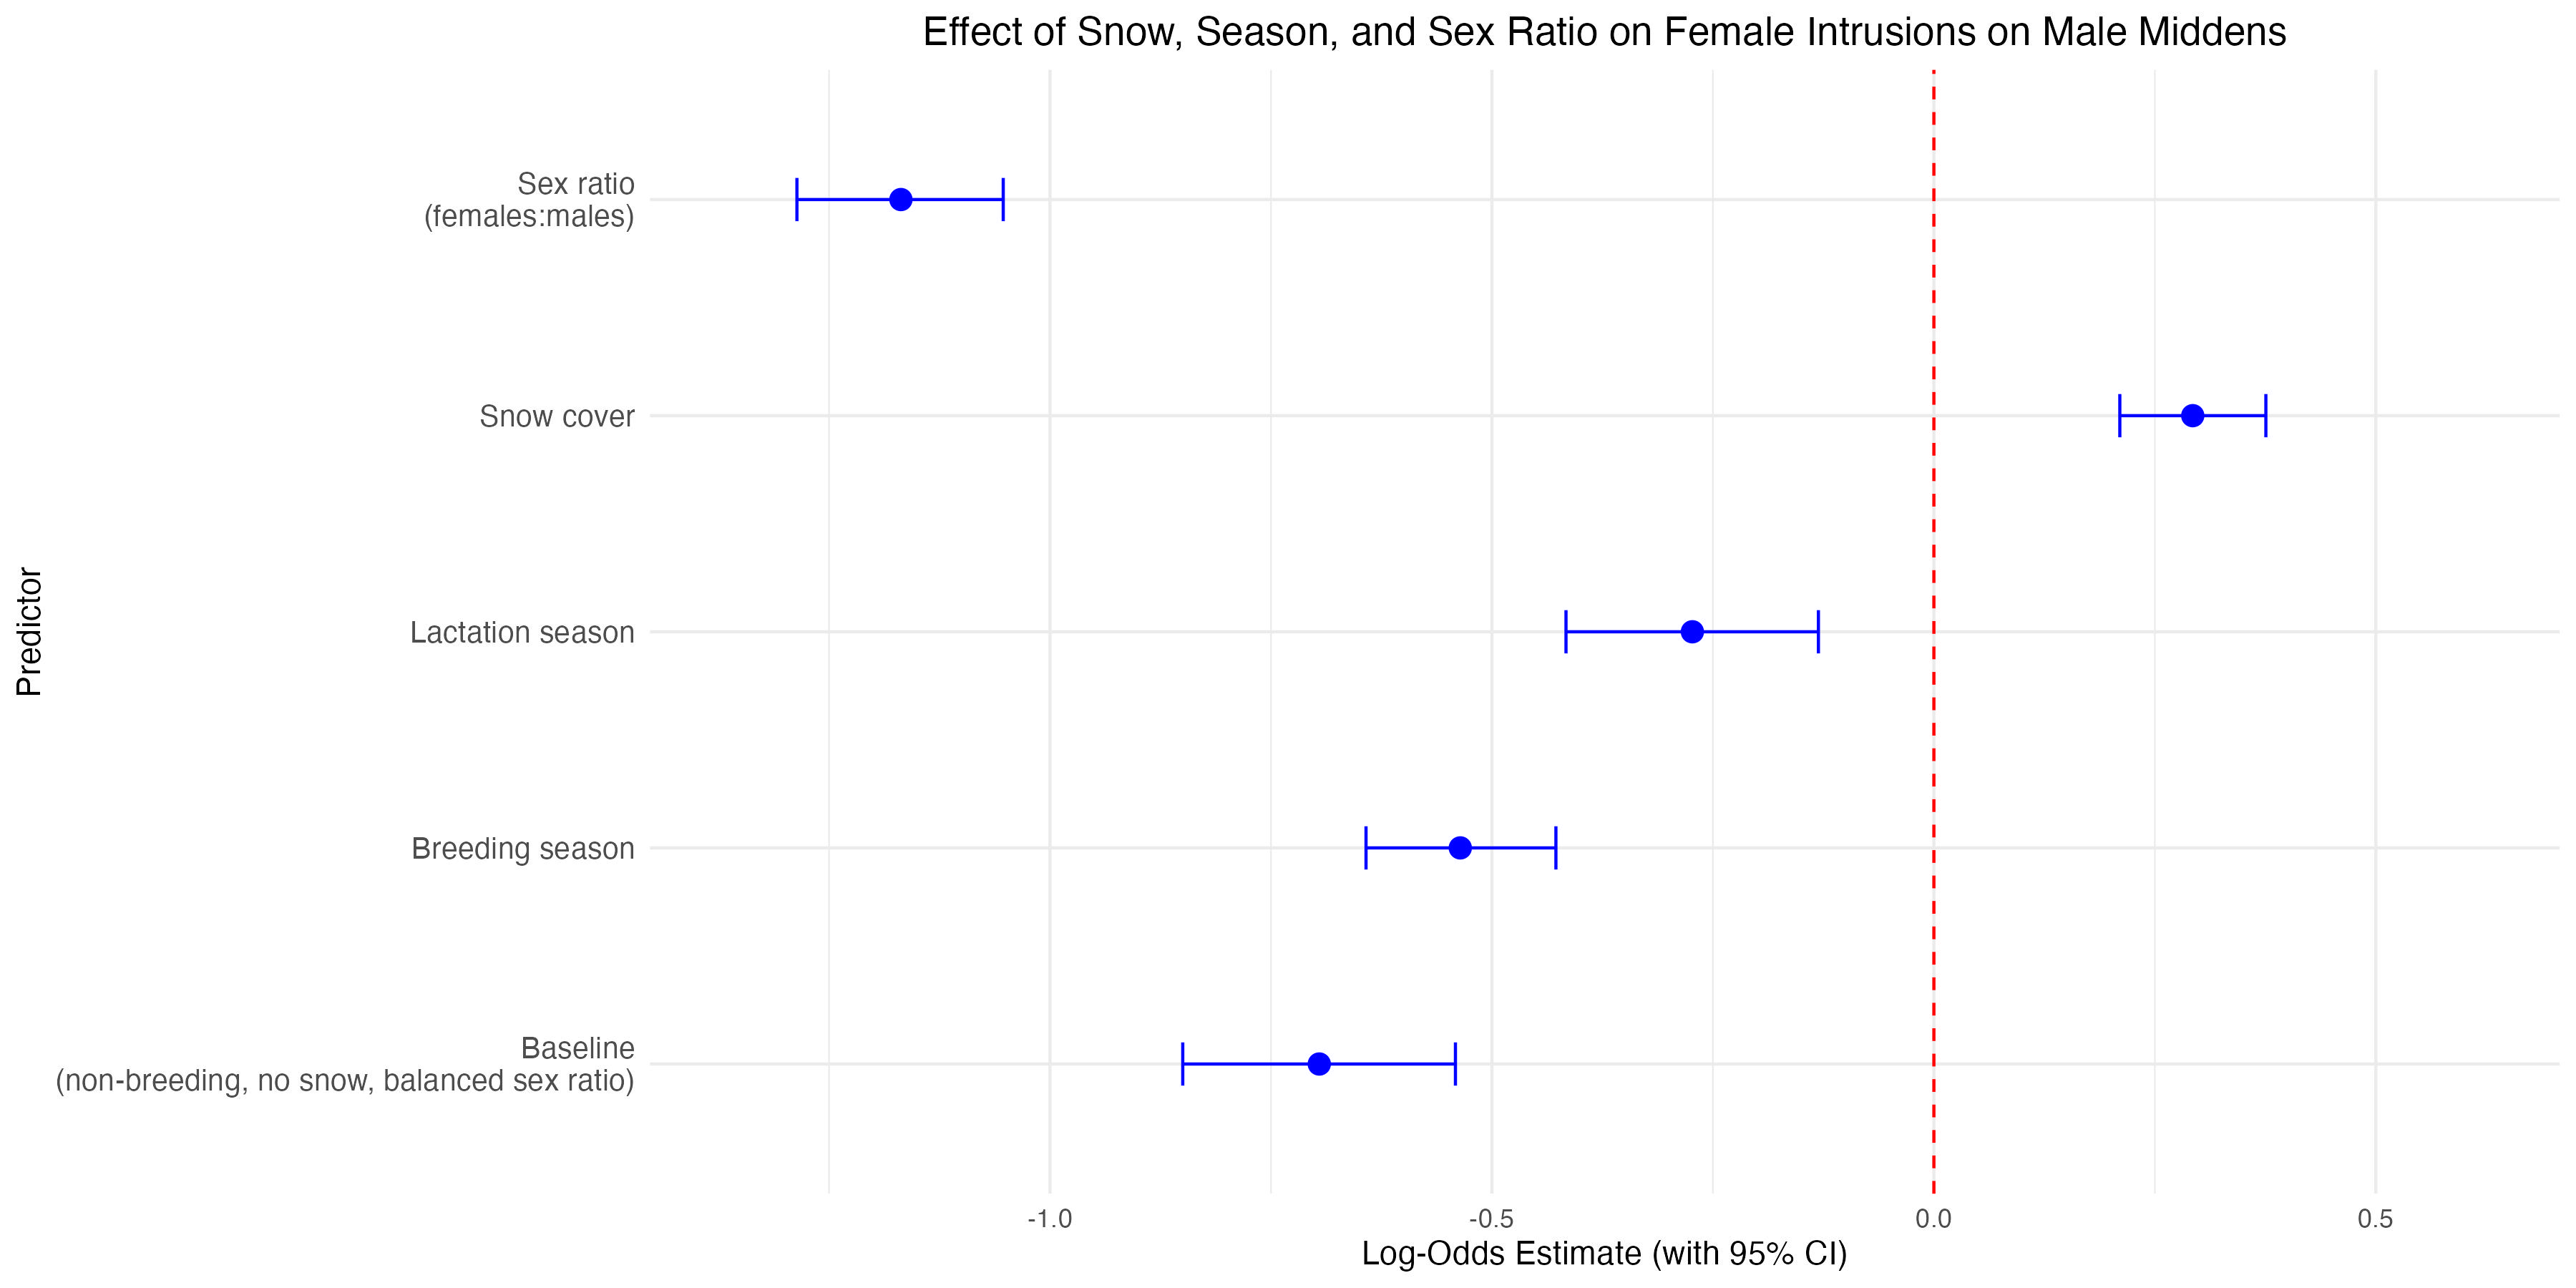 Effect of Snow, Season, and Sex Ratio on Female Intrusions on Male Middens
Predictor
Sex ratio
(females:males)
Snow cover
Lactation season
Breeding season
Baseline
(non-breeding, no snow, balanced sex ratio)
-1.0
-0.5
0.0
0.5
Log-Odds Estimate (with 95% CI)